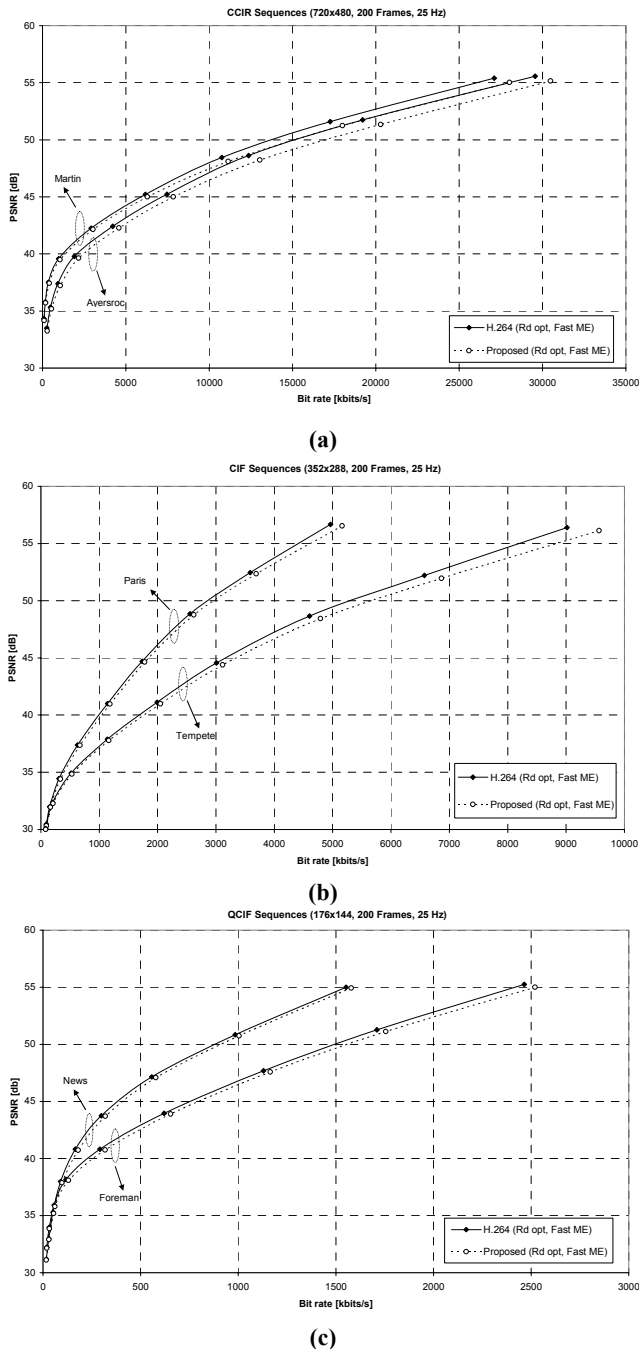 CCIR Sequences (720x480, 200 Frames, 25 Hz)
60
55
50
45
40
35
30
PSNR [dB]
Martin
Ayersroc
H.264 (Rd opt, Fast ME)
Proposed (Rd opt, Fast ME)
0 5000 10000 15000 20000 25000 30000 35000
Bit rate [kbits/s]
(a)
CIF Sequences (352x288, 200 Frames, 25 Hz)
60
55
50
45
40
35
30
PSNR [dB]
Paris
Tempete
H.264 (Rd opt, Fast ME)
Proposed (Rd opt, Fast ME)
0 1000 2000 3000 4000 5000 6000 7000 8000 9000 10000
Bit rate [kbits/s]
(b)
QCIF Sequences (176x144, 200 Frames, 25 Hz)
60
55
50
45
40
35
30
PSNR [db]
News
Foreman
H.264 (Rd opt, Fast ME)
Proposed (Rd opt, Fast ME)
0 500 1000 1500 2000 2500 3000
Bit rate [kbits/s]
(c)